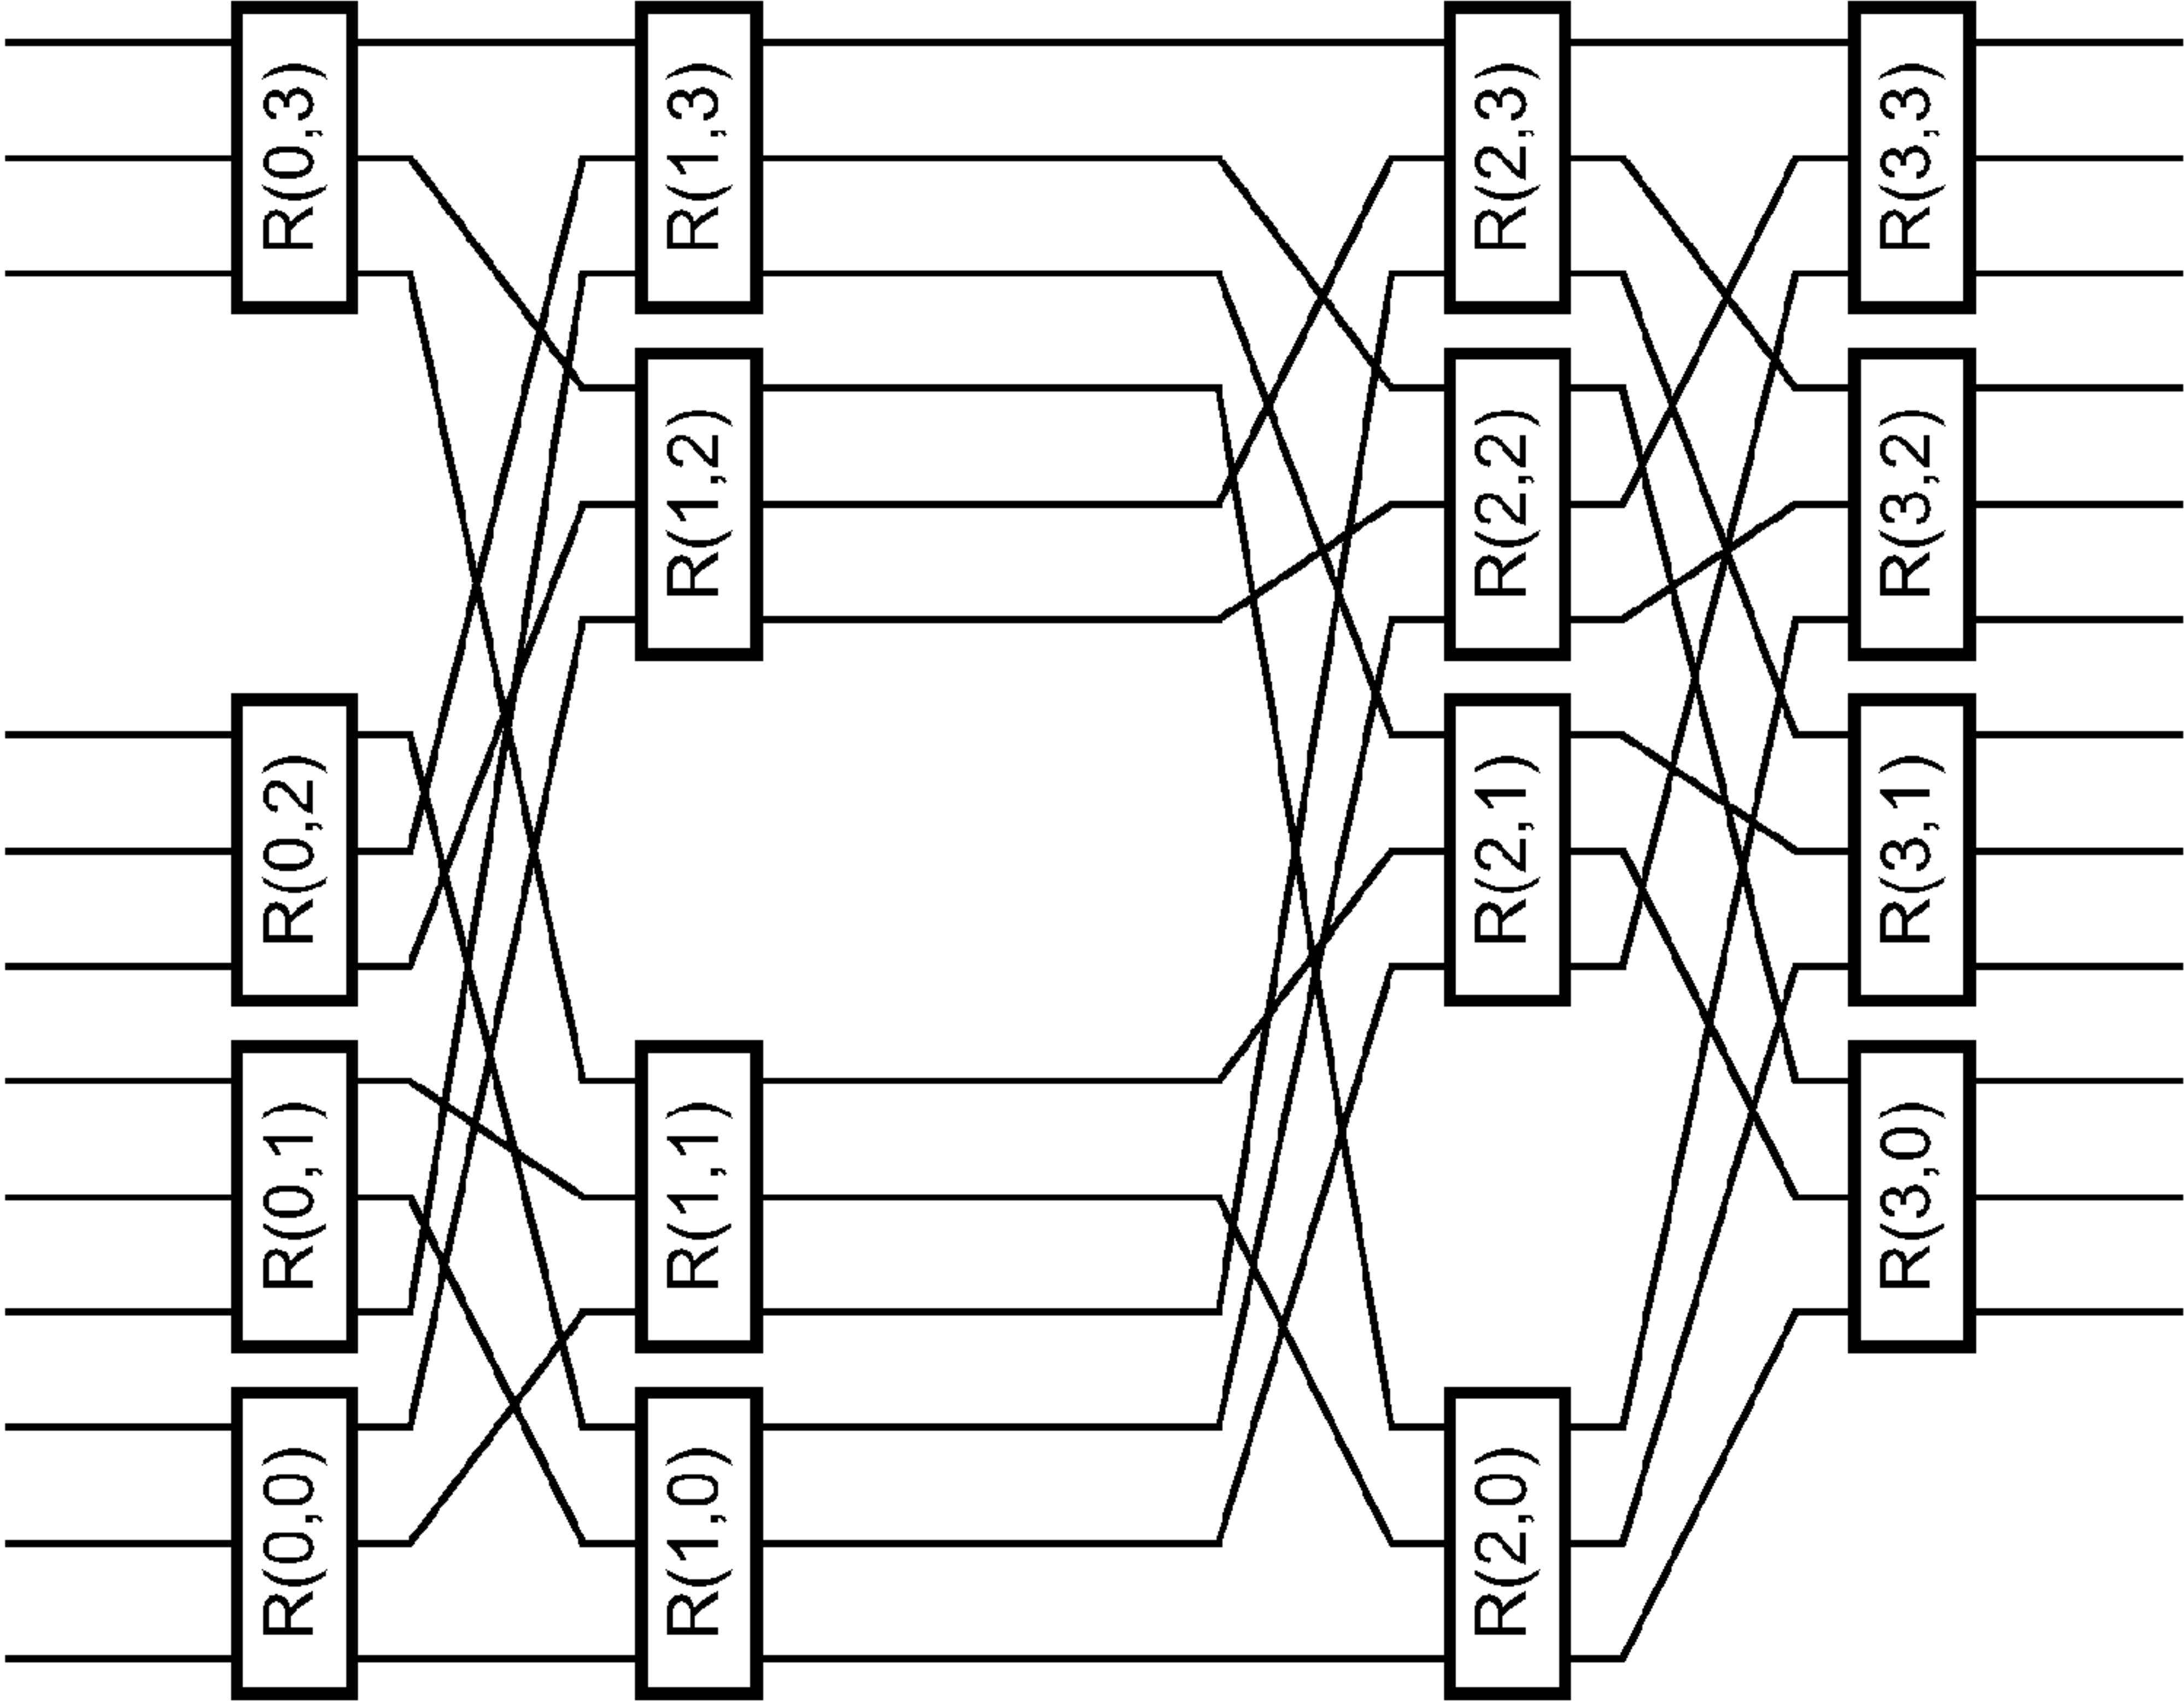 R(0,3)
R(0,2)
R(0,1)
R(0,0)
R(1,3)
R(1,2)
R(1,1)
R(1,0)
R(2,3)
R(2,2)
R(2,1)
R(2,0)
R(3,3)
R(3,2)
R(3,1)
R(3,0)